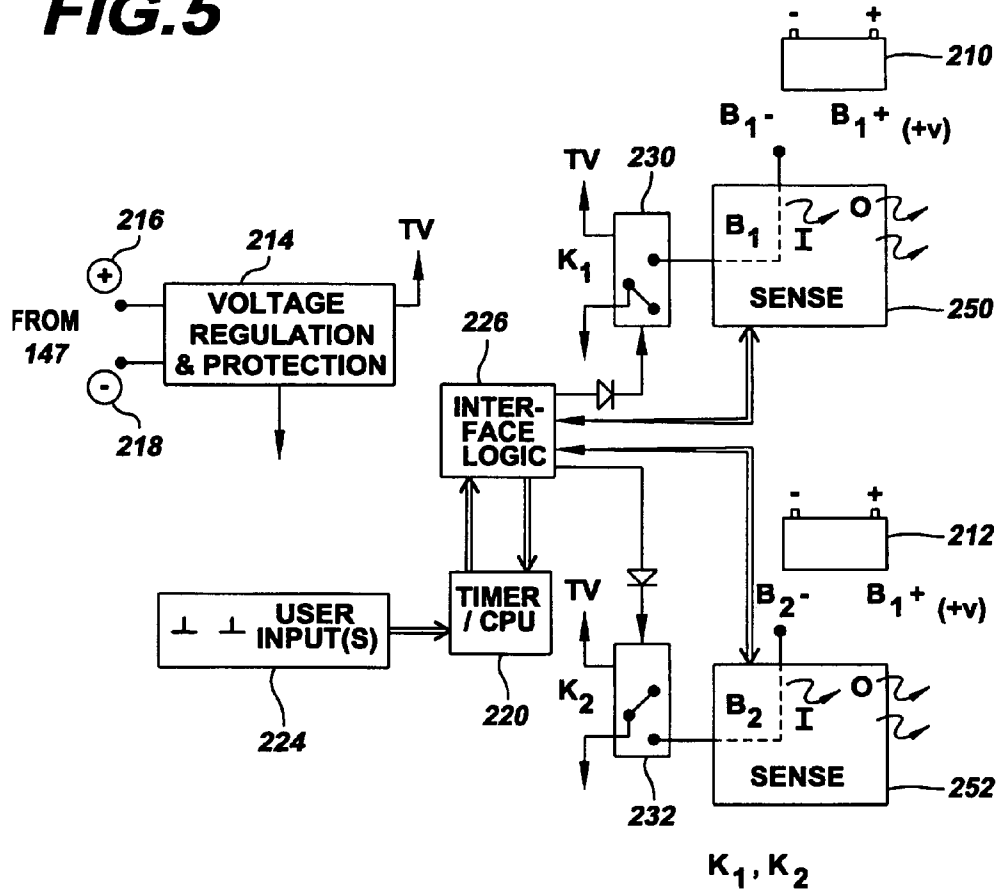 FIG.5
- +
210
B1- B1+ (+v)
TV 230
216 214 TV
+
B1 I O
K1
FROM 147
VOLTAGE REGULATION & PROTECTION
SENSE
250
226
-
218
INTER-
FACE
LOGIC
- +
212
B2- B1+ (+v)
TIMER
/ CPU
TV
USER
INPUT(S)
K2
B2 I O
220
224
SENSE
252
232
K1, K2